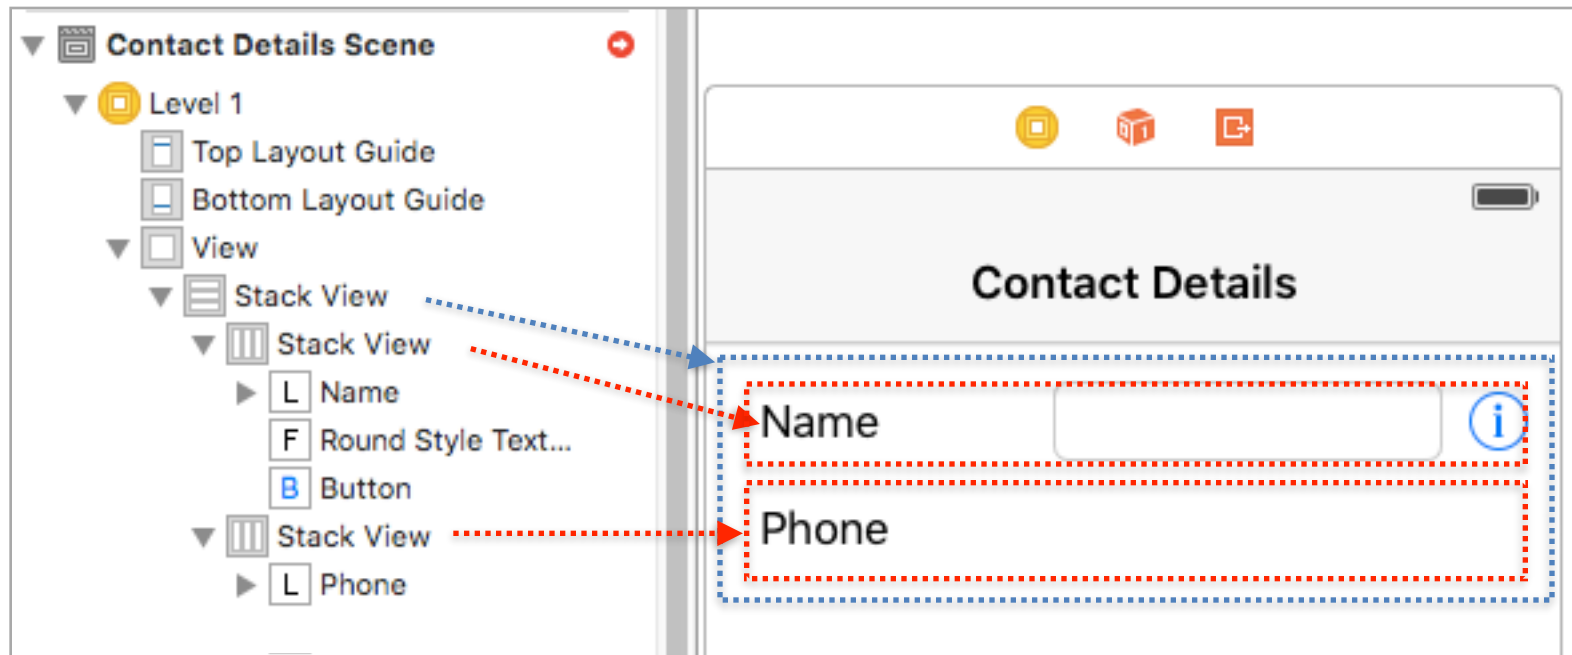 Contact Details Scene
Level 1
Top Layout Guide
Bottom Layout Guide
View
Stack View
Stack View
L Name
F Round Style Text...
B Button
Stack View
L Phone
Contact Details
Name
Phone